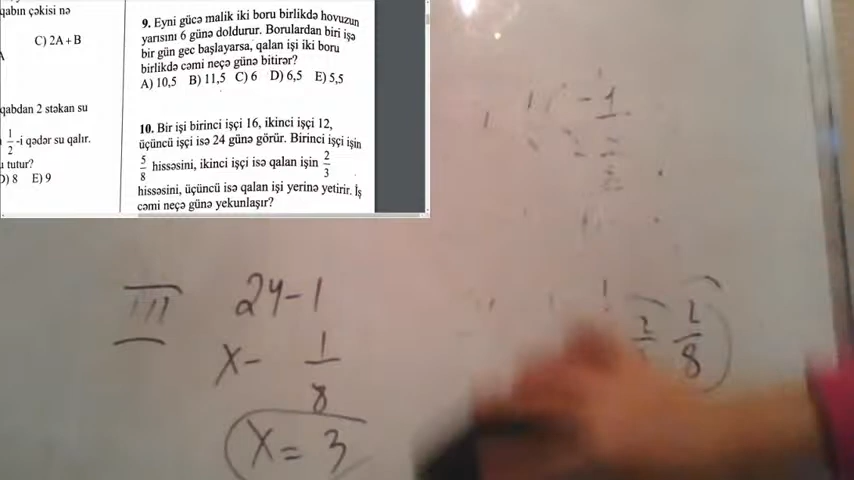 qabın çəkisi nə
C) 2A+B
qabdan 2 stəkan su
1/2 -i qədər su qalır.
tutur?
D) 8 E) 9
9. Eyni gücə malik iki boru birlikdə hovuzun
yarısını 6 günə doldurur. Borulardan biri işə
bir gün gec başlayarsa, qalan işi iki boru
birlikdə cəmi neçə günə bitirər?
A) 10,5 B) 11,5 C) 6 D) 6,5 E) 5,5
10. Bir işi birinci işçi 16, ikinci işçi 12,
üçüncü işçi isə 24 günə görür. Birinci işçi işin
5/8 hissəsini, ikinci işçi isə qalan işin 2/3
hissəsini, üçüncü isə qalan işi yerinə yetirir. İş
cəmi neçə günə yekunlaşır?
III
24-1
x- 1/8
x=3